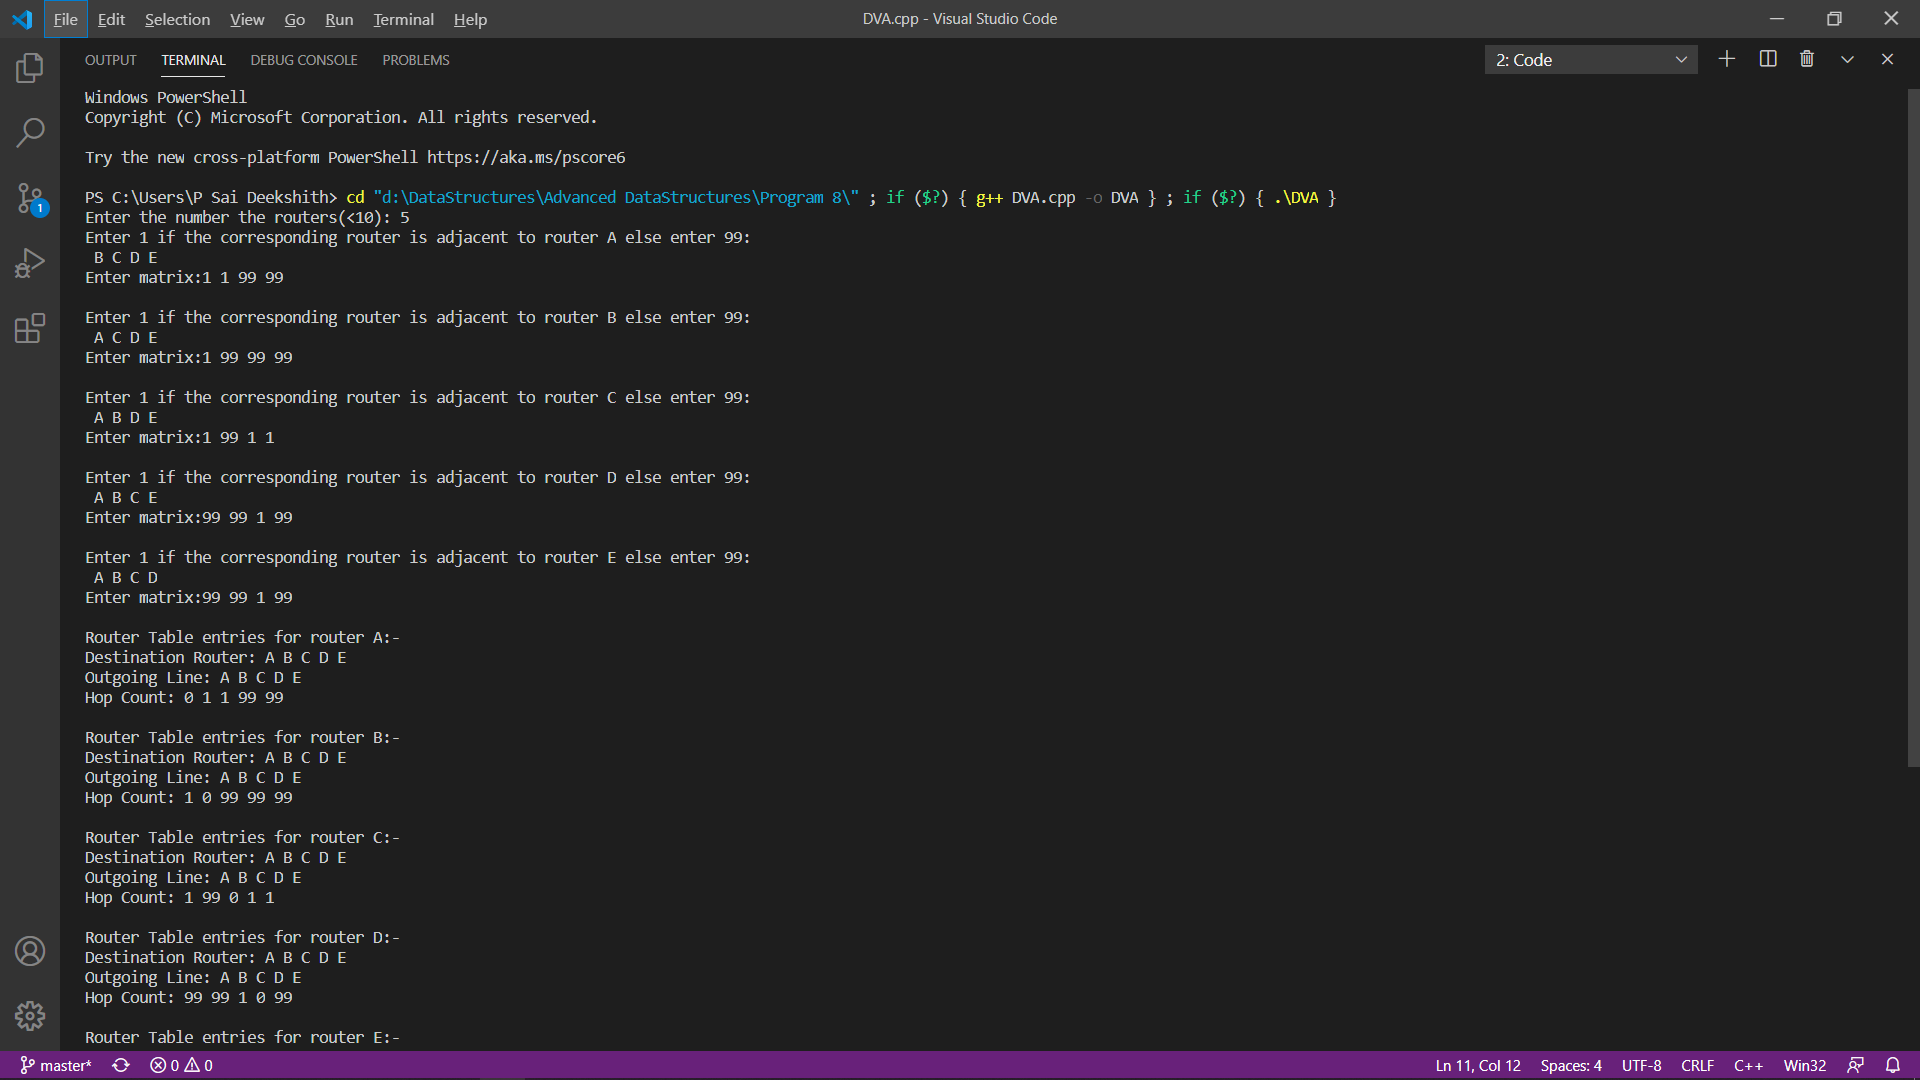 File Edit Selection View Go Run Terminal Help
DVA.cpp - Visual Studio Code
OUTPUT TERMINAL DEBUG CONSOLE PROBLEMS
2: Code
Windows PowerShell
Copyright (C) Microsoft Corporation. All rights reserved.
Try the new cross-platform PowerShell https://aka.ms/pscore6
PS C:\Users\P Sai Deekshith> cd "d:\DataStructures\Advanced DataStructures\Program 8\" ; if ($?) { g++ DVA.cpp -o DVA } ; if ($?) { .\DVA }
Enter the number the routers(<10): 5
Enter 1 if the corresponding router is adjacent to router A else enter 99:
B C D E
Enter matrix:1 1 99 99
Enter 1 if the corresponding router is adjacent to router B else enter 99:
A C D E
Enter matrix:1 99 99 99
Enter 1 if the corresponding router is adjacent to router C else enter 99:
A B D E
Enter matrix:1 99 1 1
Enter 1 if the corresponding router is adjacent to router D else enter 99:
A B C E
Enter matrix:99 99 1 99
Enter 1 if the corresponding router is adjacent to router E else enter 99:
A B C D
Enter matrix:99 99 1 99
Router Table entries for router A:-
Destination Router: A B C D E
Outgoing Line: A B C D E
Hop Count: 0 1 1 99 99
Router Table entries for router B:-
Destination Router: A B C D E
Outgoing Line: A B C D E
Hop Count: 1 0 99 99 99
Router Table entries for router C:-
Destination Router: A B C D E
Outgoing Line: A B C D E
Hop Count: 1 99 0 1 1
Router Table entries for router D:-
Destination Router: A B C D E
Outgoing Line: A B C D E
Hop Count: 99 99 1 0 99
Router Table entries for router E:-
1
master* 0 0 Ln 11, Col 12 Spaces: 4 UTF-8 CRLF C++ Win32